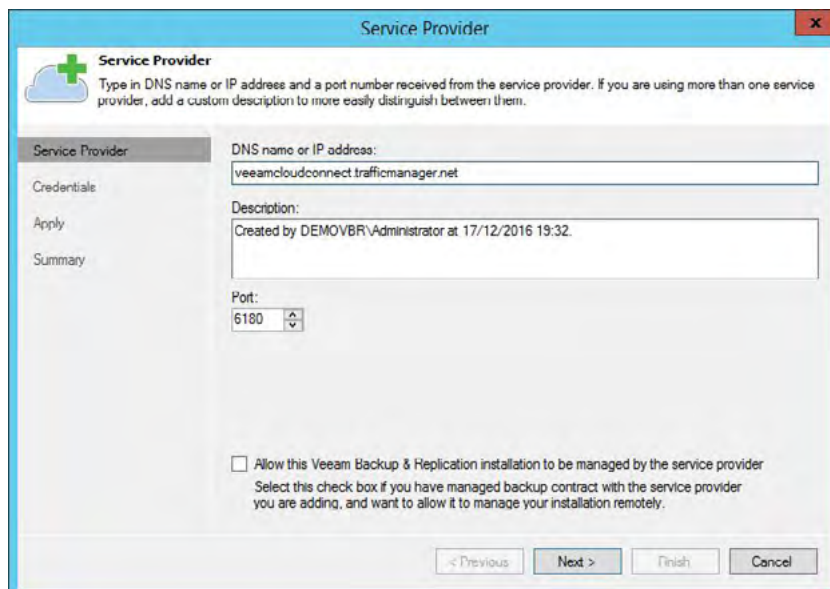 Service Provider
x
Service Provider
Type in DNS name or IP address and a port number received from the service provider. If you are using more than one service
provider, add a custom description to more easily distinguish between them.
Service Provider
Credentials
Apply
Summary
DNS name or IP address:
veeamcloudconnect.trafficmanager.net
Description:
Created by DEMOVBR\Administrator at 17/12/2016 19:32.
Port:
6180
Allow this Veeam Backup & Replication installation to be managed by the service provider
Select this check box if you have managed backup contract with the service provider
you are adding, and want to allow it to manage your installation remotely.
< Previous
Next >
Finish
Cancel